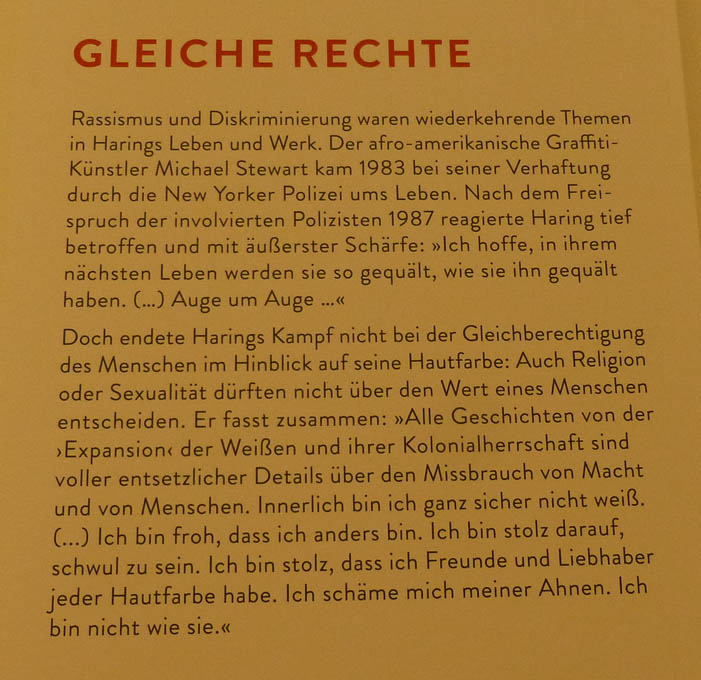 GLEICHE RECHTE
Rassismus und Diskriminierung waren wiederkehrende Themen
in Harings Leben und Werk. Der afro-amerikanische Graffiti-
Künstler Michael Stewart kam 1983 bei seiner Verhaftung
durch die New Yorker Polizei ums Leben. Nach dem Frei-
spruch der involvierten Polizisten 1987 reagierte Haring tief
betroffen und mit äußerster Schärfe: »Ich hoffe, in ihrem
nächsten Leben werden sie so gequält, wie sie ihn gequält
haben. (...) Auge um Auge ...«
Doch endete Harings Kampf nicht bei der Gleichberechtigung
des Menschen im Hinblick auf seine Hautfarbe: Auch Religion
oder Sexualität dürften nicht über den Wert eines Menschen
entscheiden. Er fasst zusammen: »Alle Geschichten von der
›Expansion‹ der Weißen und ihrer Kolonialherrschaft sind
voller entsetzlicher Details über den Missbrauch von Macht
und von Menschen. Innerlich bin ich ganz sicher nicht weiß.
(...) Ich bin froh, dass ich anders bin. Ich bin stolz darauf,
schwul zu sein. Ich bin stolz, dass ich Freunde und Liebhaber
jeder Hautfarbe habe. Ich schäme mich meiner Ahnen. Ich
bin nicht wie sie.«